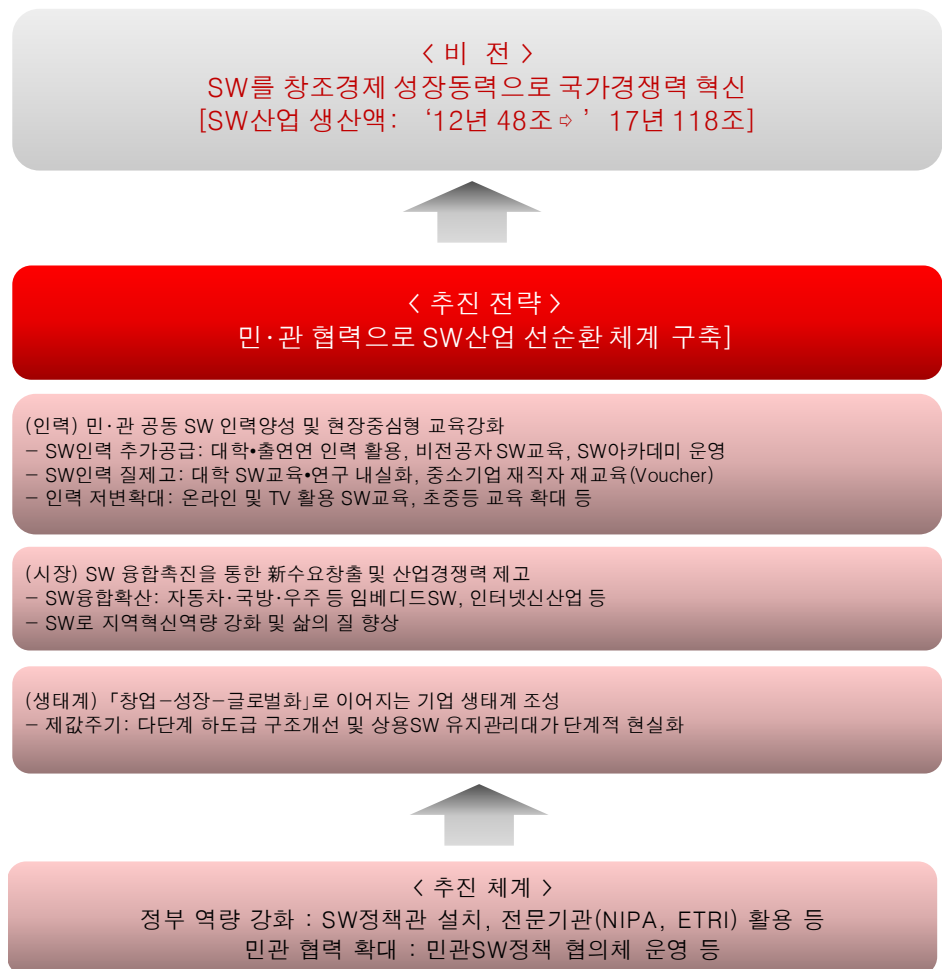 < 비 전 >
SW를 창조경제 성장동력으로 국가경쟁력 혁신
[SW산업 생산액: ‘12년 48조⇨ ’ 17년 118조]
< 추진 전략 >
민·관 협력으로 SW산업 선순환 체계 구축]
(인력) 민·관 공동 SW 인력양성 및 현장중심형 교육강화
– SW인력 추가공급: 대학•출연연 인력 활용, 비전공자 SW교육, SW아카데미 운영
– SW인력 질제고: 대학 SW교육•연구 내실화, 중소기업 재직자 재교육(Voucher)
– 인력 저변확대: 온라인 및 TV 활용 SW교육, 초중등 교육 확대 등
(시장) SW 융합촉진을 통한 新수요창출 및 산업경쟁력 제고
– SW융합확산: 자동차·국방·우주 등 임베디드SW, 인터넷신산업 등
– SW로 지역혁신역량 강화 및 삶의 질 향상
(생태계) 「창업–성장–글로벌화」로 이어지는 기업 생태계 조성
– 제값주기: 다단계 하도급 구조개선 및 상용SW 유지관리대가 단계적 현실화
< 추진 체계 >
정부 역량 강화 : SW정책관 설치, 전문기관(NIPA, ETRI) 활용 등
민관 협력 확대 : 민관SW정책 협의체 운영 등